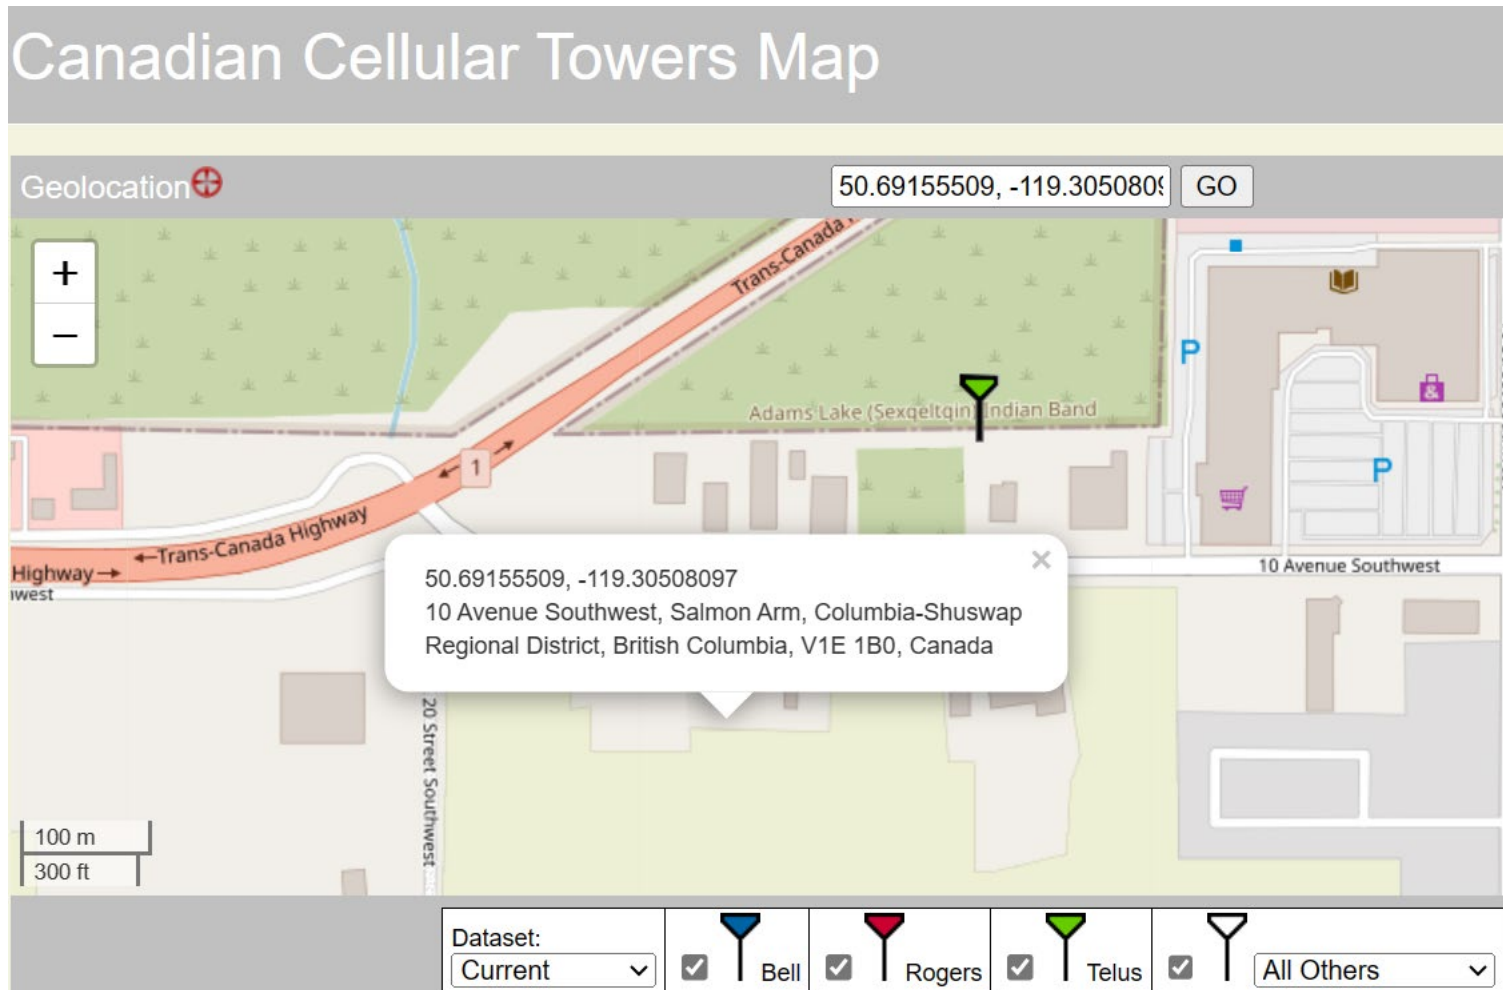 Canadian Cellular Towers Map
Geolocation
50.69155509, -119.3050809
GO
+
−
Trans-Canada
Adams Lake (Sexqeltqin) Indian Band
&
P
P
1
←Trans-Canada Highway
Highway→
west
10 Avenue Southwest
×
50.69155509, -119.30508097
10 Avenue Southwest, Salmon Arm, Columbia-Shuswap
Regional District, British Columbia, V1E 1B0, Canada
20 Street Southwest
100 m
300 ft
Dataset:
Current
Bell
Rogers
Telus
All Others